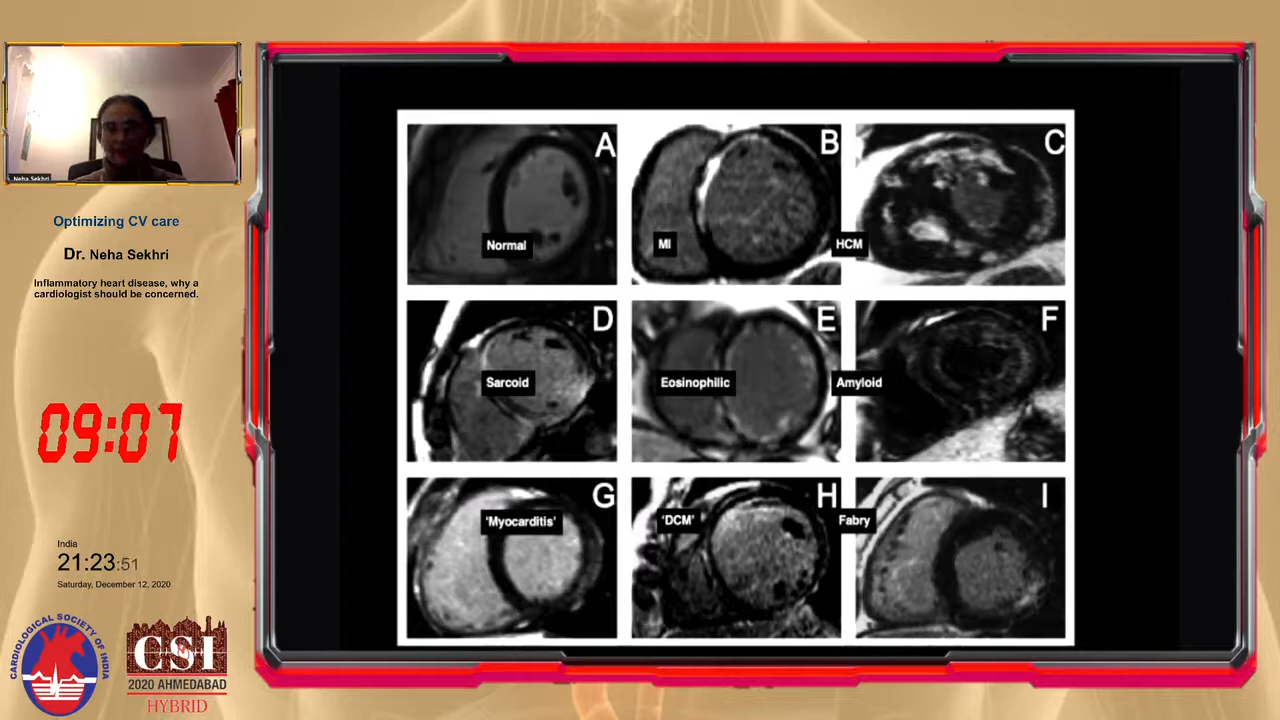 Neha Sekhri
Optimizing CV care
Dr. Neha Sekhri
Inflammatory heart disease, why a
cardiologist should be concerned.
09:07
India
21:23:51
Saturday, December 12, 2020
CARDIOLOGICAL SOCIETY OF INDIA
CSI
2020 AHMEDABAD
HYBRID
A
Normal
B
MI
C
HCM
D
Sarcoid
E
Eosinophilic
F
Amyloid
G
'Myocarditis'
H
'DCM'
I
Fabry